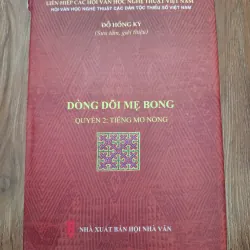 LIÊN HIỆP CÁC HỘI VĂN HỌC NGHỆ THUẬT VIỆT NAM
HỘI VĂN HỌC NGHỆ THUẬT CÁC DÂN TỘC THIỂU SỐ VIỆT NAM
ĐỖ HỒNG KỲ
(Sưu tầm, giới thiệu)
DÒNG DÕI MẸ BONG
QUYỂN 2: TIẾNG MƠ NÔNG
NHÀ XUẤT BẢN HỘI NHÀ VĂN